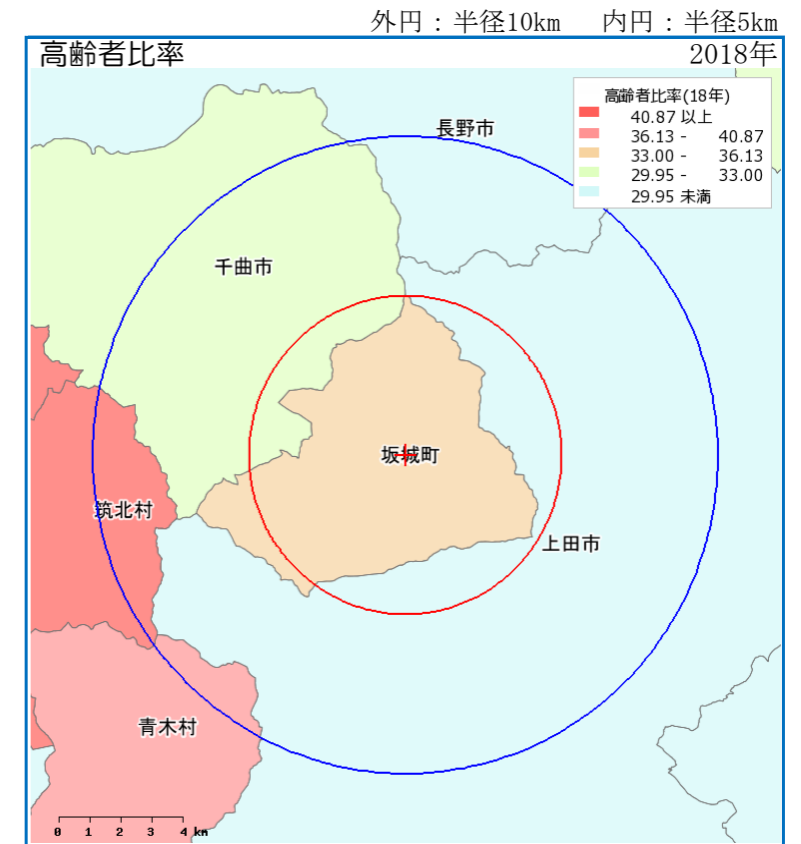 外円：半径10km 内円：半径5km
高齢者比率 2018年
高齢者比率(18年)
40.87 以上
36.13 - 40.87
33.00 - 36.13
29.95 - 33.00
29.95 未満
長野市
千曲市
坂城町
筑北村
上田市
青木村
0 1 2 3 4 km